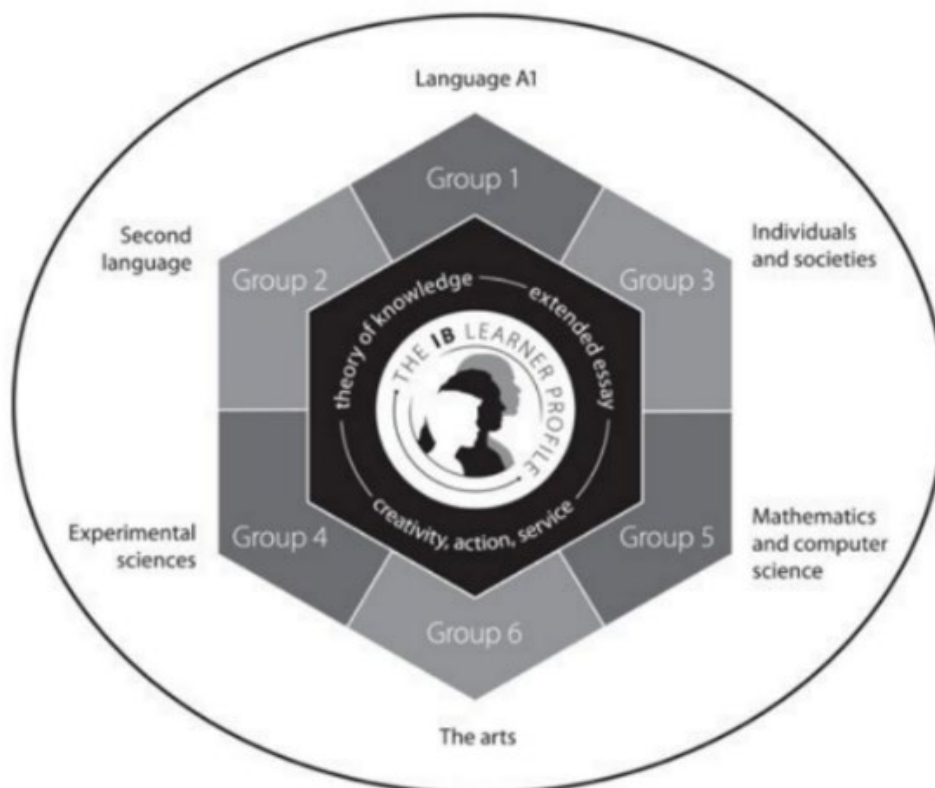 Language A1
Group 1
Second
language
Group 2
Individuals
and societies
Group 3
theory of knowledge
extended essay
THE IB LEARNER PROFILE
creativity, action, service
Experimental
sciences
Group 4
Mathematics
and computer
science
Group 5
Group 6
The arts